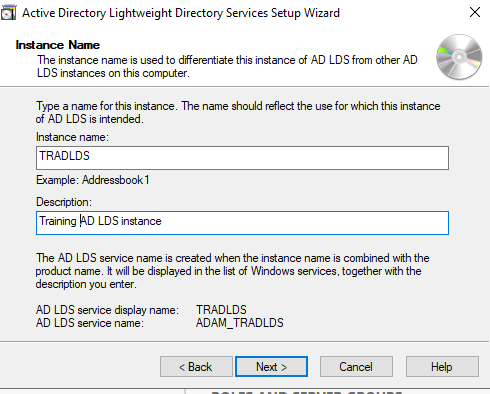 Active Directory Lightweight Directory Services Setup Wizard
Instance Name
The instance name is used to differentiate this instance of AD LDS from other AD
LDS instances on this computer.
Type a name for this instance. The name should reflect the use for which this instance
of AD LDS is intended.
Instance name:
TRADLDS
Example: Addressbook1
Description:
Training AD LDS instance
The AD LDS service name is created when the instance name is combined with the
product name. It will be displayed in the list of Windows services, together with the
description you enter.
AD LDS service display name: TRADLDS
AD LDS service name: ADAM_TRADLDS
< Back Next > Cancel Help
ROLES AND SERVER GROUPS